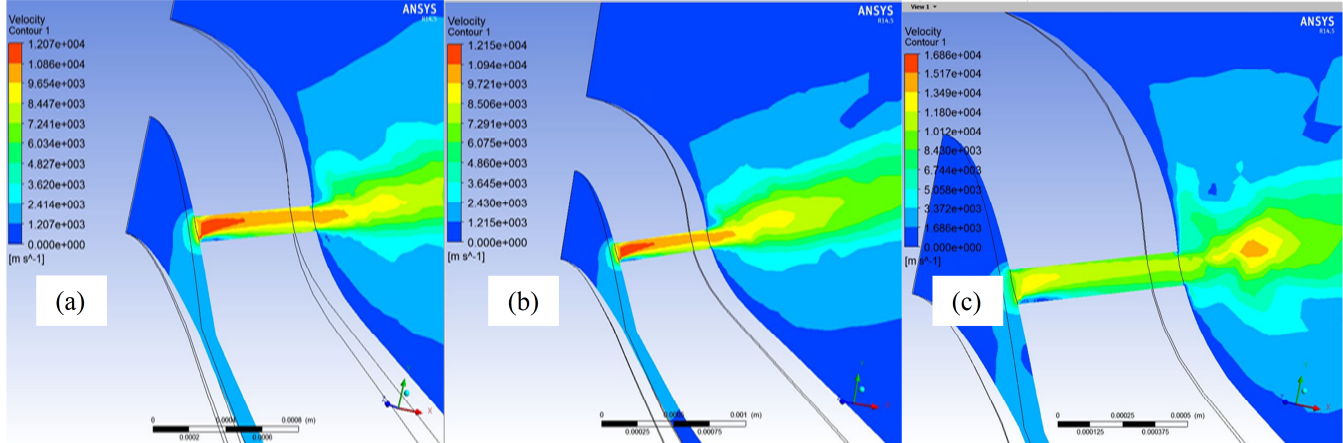 Velocity
Contour 1
1.207e+004
1.086e+004
9.654e+003
8.447e+003
7.241e+003
6.034e+003
4.827e+003
3.620e+003
2.414e+003
1.207e+003
0.000e+000
[m s^-1]
ANSYS
R14.5
(a)
0 0.0004 0.0008 (m)
0.0002 0.0006
X
Velocity
Contour 1
1.215e+004
1.094e+004
9.721e+003
8.506e+003
7.291e+003
6.075e+003
4.860e+003
3.645e+003
2.430e+003
1.215e+003
0.000e+000
[m s^-1]
ANSYS
R14.5
(b)
0 0.0005 0.001 (m)
0.00025 0.00075
X
View 1
Velocity
Contour 1
1.686e+004
1.517e+004
1.349e+004
1.180e+004
1.012e+004
8.430e+003
6.744e+003
5.058e+003
3.372e+003
1.686e+003
0.000e+000
[m s^-1]
ANSYS
R14.5
(c)
0 0.00025 0.0005 (m)
0.000125 0.000375
X